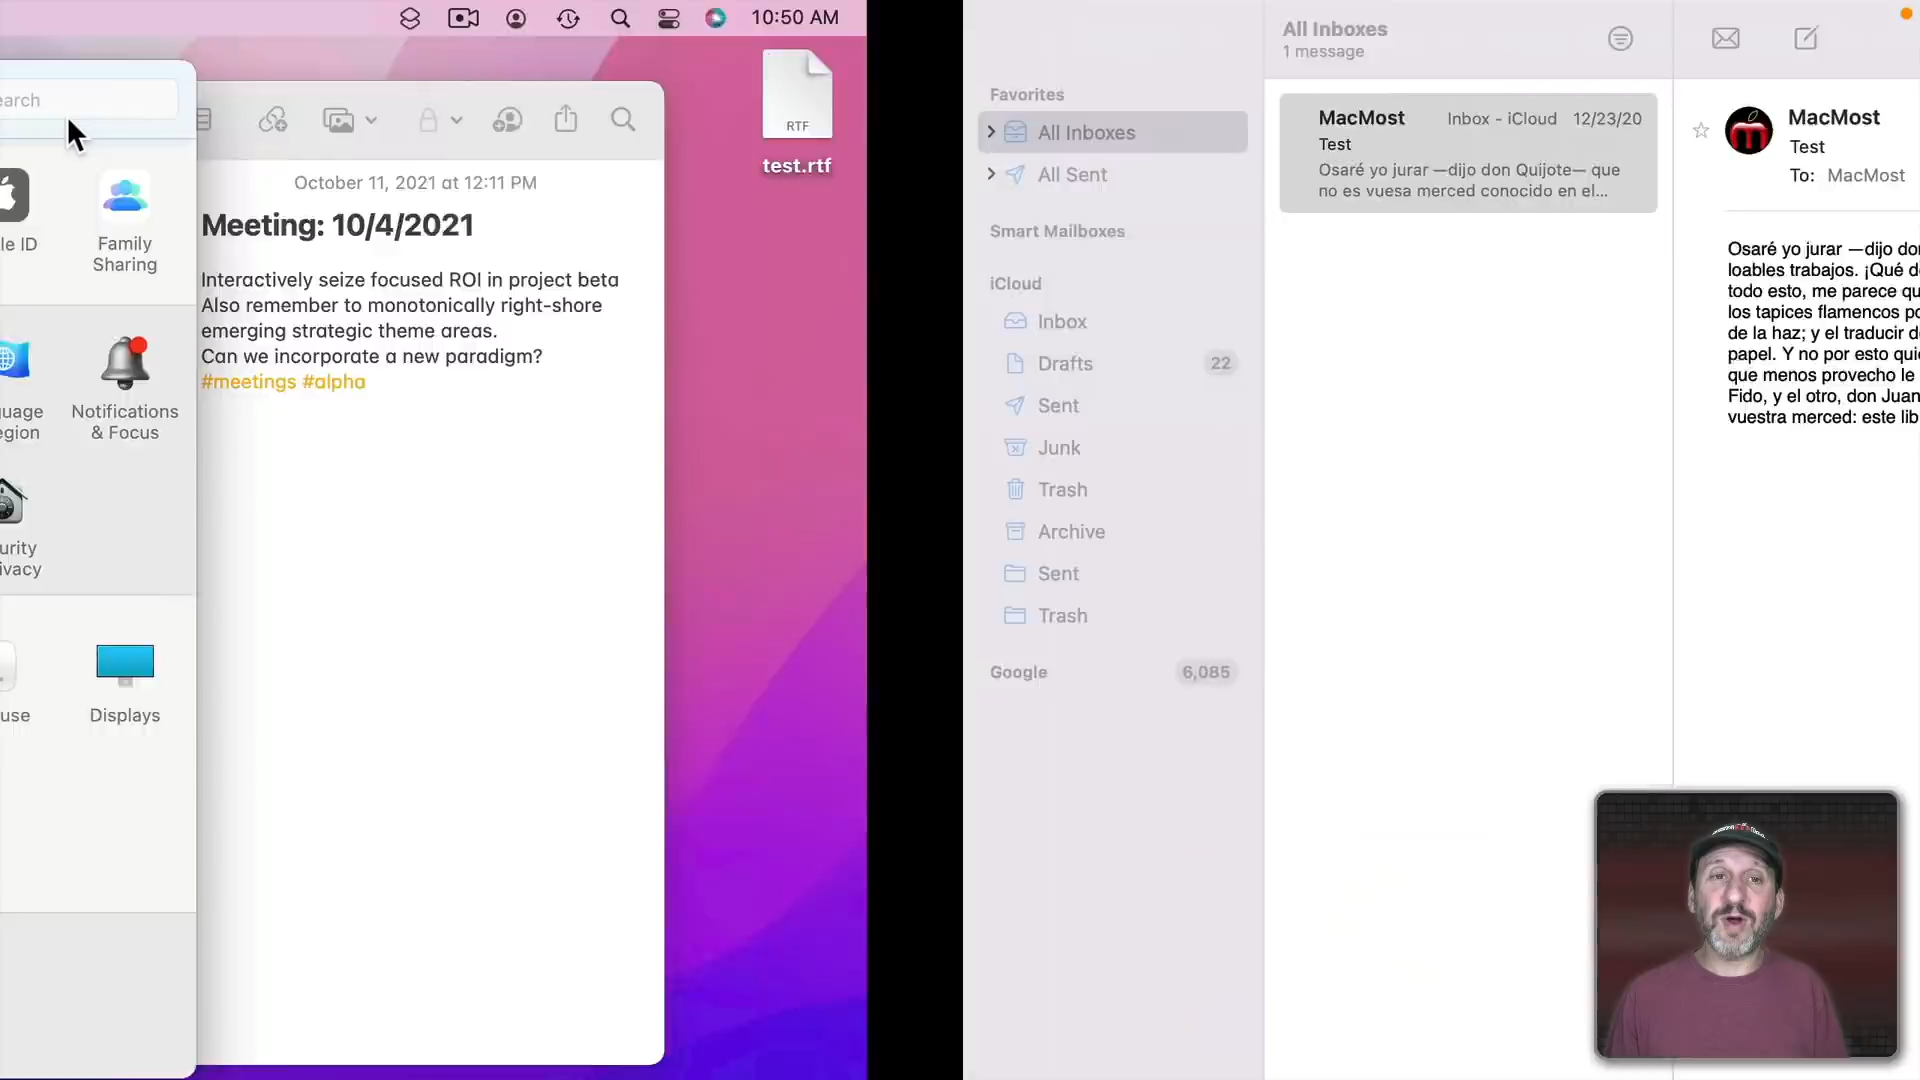 10:50 AM
earch
RTF
test.rtf
le ID
Family
Sharing
uage
egion
Notifications
& Focus
urity
ivacy
use
Displays
October 11, 2021 at 12:11 PM
Meeting: 10/4/2021
Interactively seize focused ROI in project beta
Also remember to monotonically right-shore
emerging strategic theme areas.
Can we incorporate a new paradigm?
#meetings #alpha
Favorites
All Inboxes
All Sent
Smart Mailboxes
iCloud
Inbox
Drafts 22
Sent
Junk
Trash
Archive
Sent
Trash
Google 6,085
All Inboxes
1 message
MacMost Inbox - iCloud 12/23/20
Test
Osaré yo jurar —dijo don Quijote— que
no es vuesa merced conocido en el...
MacMost
Test
To: MacMost
Osaré yo jurar —dijo don
loables trabajos. ¡Qué d
todo esto, me parece qu
los tapices flamencos po
de la haz; y el traducir d
papel. Y no por esto quie
que menos provecho le
Fido, y el otro, don Juan
vuestra merced: este lib